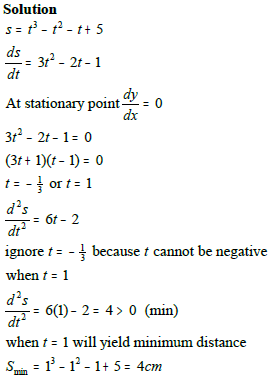 Solution
s = t³ – t² – t + 5
ds/dt = 3t² – 2t – 1
At stationary point dy/dx = 0
3t² – 2t – 1 = 0
(3t + 1)(t – 1) = 0
t = – 1/3 or t = 1
d²s/dt² = 6t – 2
ignore t = – 1/3 because t cannot be negative
when t = 1
d²s/dt² = 6(1) – 2 = 4 > 0 (min)
when t = 1 will yield minimum distance
Sₘᵢₙ = 1³ – 1² – 1 + 5 = 4cm